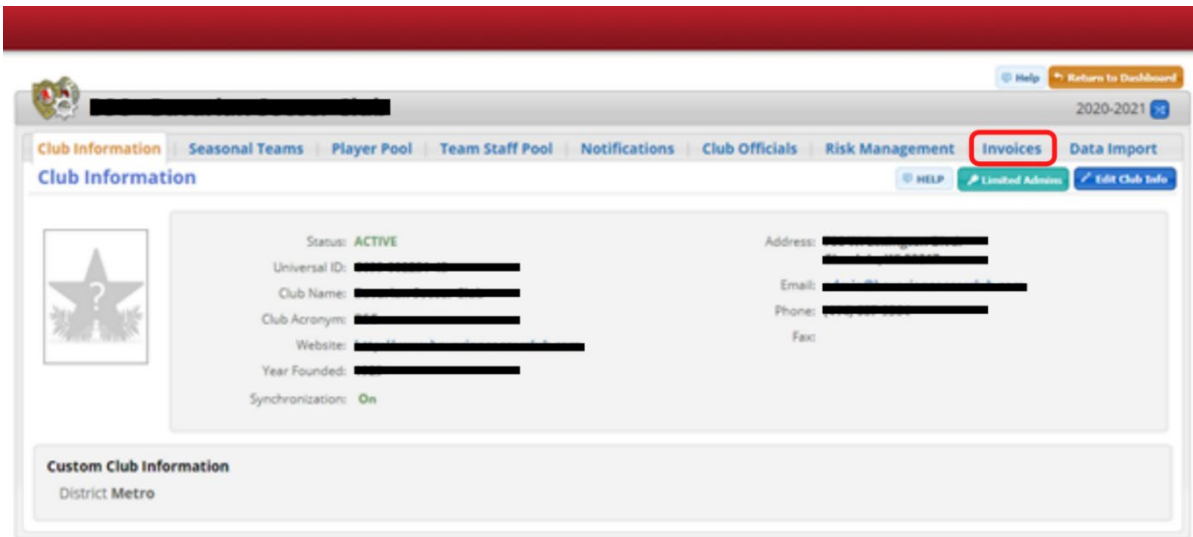 Help Return to Dashboard
2020-2021
Club Information Seasonal Teams Player Pool Team Staff Pool Notifications Club Officials Risk Management Invoices Data Import
Club Information HELP Limited Admins Edit Club Info
?
Status: ACTIVE Address:
Universal ID:
Club Name: Email:
Club Acronym: Phone:
Website: Fax:
Year Founded:
Synchronization: On
Custom Club Information
District Metro